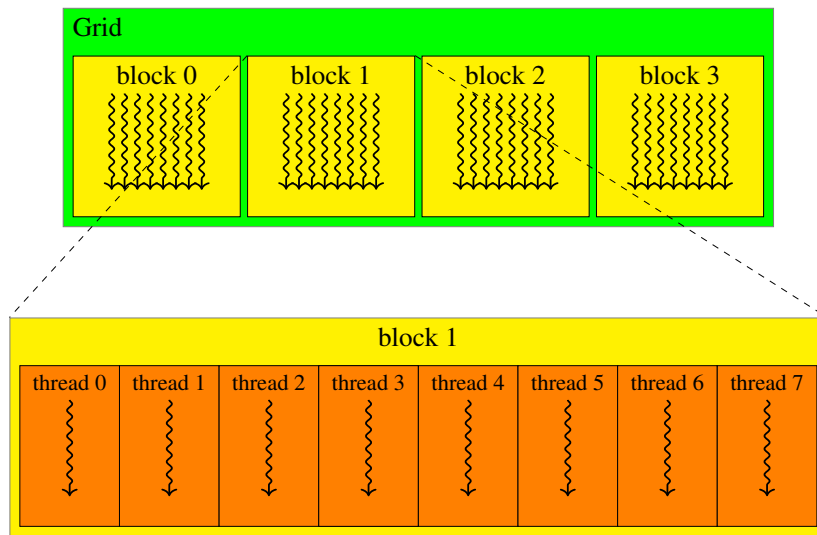 Grid
block 0 block 1 block 2 block 3
block 1
thread 0 thread 1 thread 2 thread 3 thread 4 thread 5 thread 6 thread 7